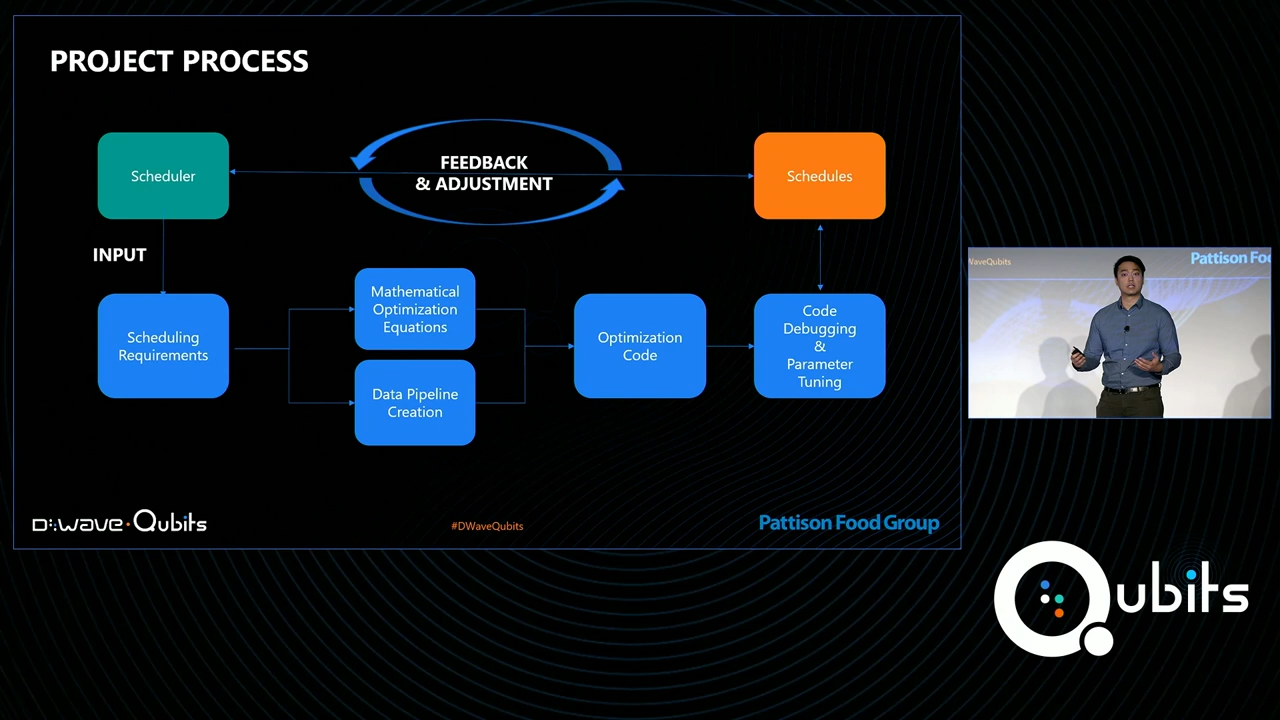 PROJECT PROCESS
Scheduler
FEEDBACK
& ADJUSTMENT
Schedules
INPUT
Scheduling
Requirements
Mathematical
Optimization
Equations
Data Pipeline
Creation
Optimization
Code
Code
Debugging
&
Parameter
Tuning
D:Wave · Qubits
#DWaveQubits
Pattison Food Group
WaveQubits
Pattison Foo
Qubits